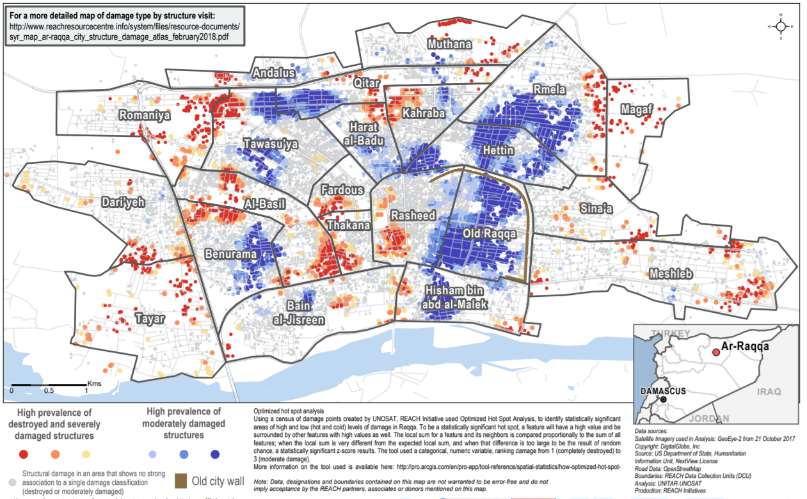 For a more detailed map of damage type by structure visit:
http://www.reachresourcecentre.info/system/files/resource-documents/
syr_map_ar-raqqa_city_structure_damage_atlas_february2018.pdf
Muthana
Andalus
Qitar
Rmela
Romaniya
Kahraba
Magaf
Harat
al-Badu
Tawasu'ya
Hettin
Dari'yeh
Fardous
Al-Basil
Rasheed
Sina'a
Thakana
Old Raqqa
Benurama
Meshleb
Hisham bin
abd al-Malek
Bain
al-Jisreen
Tayar
0 0.5 1 Kms
TURKEY
Ar-Raqqa
DAMASCUS
IRAQ
JORDAN
High prevalence of
destroyed and severely
damaged structures
High prevalence of
moderately damaged
structures
Structural damage in an area that shows no strong
association to a single damage classification
(destroyed or moderately damaged)
Old city wall
Optimized hot spot analysis
Using a census of damage points created by UNOSAT, REACH Initiative used Optimized Hot Spot Analysis, to identify statistically significant
areas of high and low (hot and cold) levels of damage in Raqqa. To be a statistically significant hot spot, a feature will have a high value and be
surrounded by other features with high values as well. The local sum for a feature and its neighbors is compared proportionally to the sum of all
features; when the local sum is very different from the expected local sum, and when that difference is too large to be the result of random
chance, a statistically significant z-score results. The tool used a categorical, numeric variable, ranking damage from 1 (completely destroyed) to
3 (moderate damage).
More information on the tool used is available here: http://pro.arcgis.com/en/pro-app/tool-reference/spatial-statistics/how-optimized-hot-spot-
Note: Data, designations and boundaries contained on this map are not warranted to be error-free and do not
imply acceptance by the REACH partners, associates or donors mentioned on this map.
Data sources:
Satellite Imagery used in Analysis: GeoEye-2 from 21 October 2017
Copyright: DigitalGlobe, Inc.
Source: US Department of State, Humanitarian
Information Unit, NextView License
Road Data: OpenStreetMap
Boundaries: REACH Data Collection Units (DCU)
Analysis: UNITAR-UNOSAT
Production: REACH Initiatives